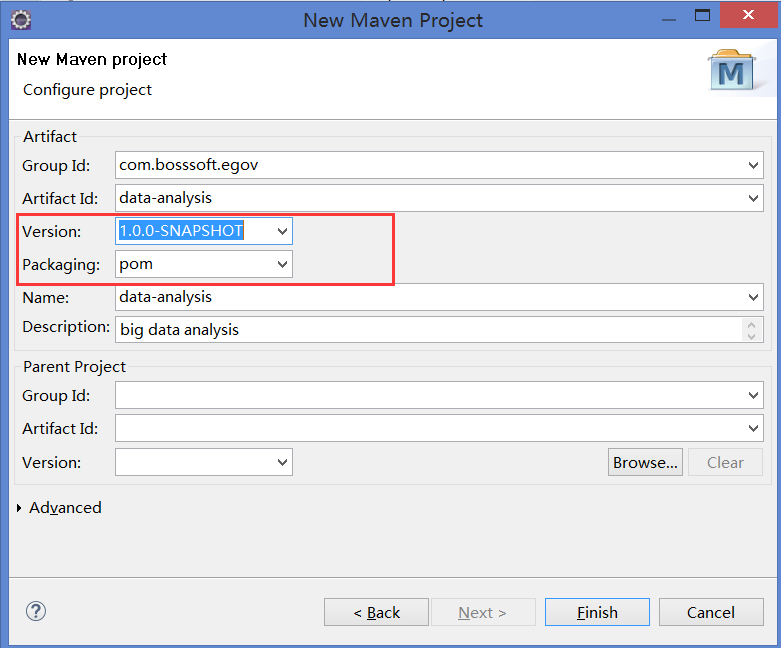 New Maven Project
New Maven project
Configure project
M
Artifact
Group Id: com.bosssoft.egov
Artifact Id: data-analysis
Version: 1.0.0-SNAPSHOT
Packaging: pom
Name: data-analysis
Description: big data analysis
Parent Project
Group Id:
Artifact Id:
Version: Browse... Clear
Advanced
? < Back Next > Finish Cancel